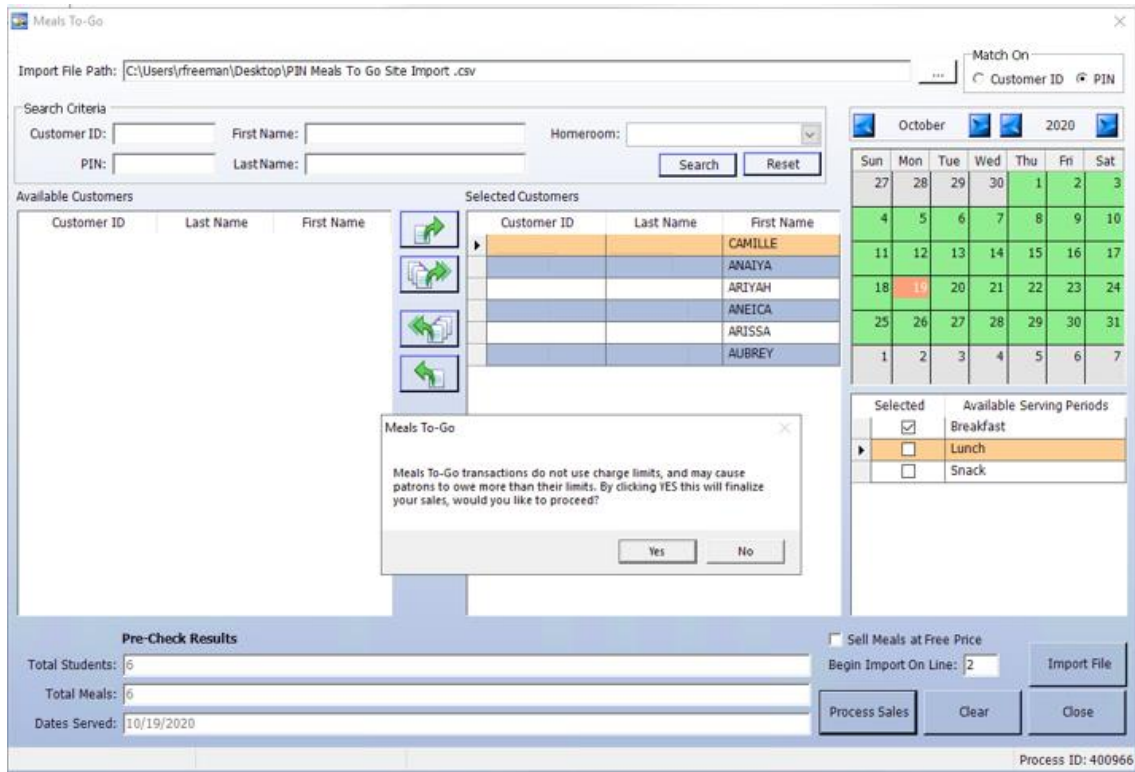 Meals To-Go
Import File Path: C:\Users\rfreeman\Desktop\PIN Meals To Go Site Import .csv
...
Match On
Customer ID PIN
Search Criteria
Customer ID: First Name: Homeroom:
PIN: Last Name: Search Reset
October 2020
Sun Mon Tue Wed Thu Fri Sat
27 28 29 30 1 2 3
4 5 6 7 8 9 10
11 12 13 14 15 16 17
18 19 20 21 22 23 24
25 26 27 28 29 30 31
1 2 3 4 5 6 7
Available Customers
Customer ID Last Name First Name
Selected Customers
Customer ID Last Name First Name
CAMILLE
ANAIYA
ARIYAH
ANEICA
ARISSA
AUBREY
Selected Available Serving Periods
Breakfast
Lunch
Snack
Meals To-Go
Meals To-Go transactions do not use charge limits, and may cause
patrons to owe more than their limits. By clicking YES this will finalize
your sales, would you like to proceed?
Yes No
Pre-Check Results
Total Students: 6
Total Meals: 6
Dates Served: 10/19/2020
Sell Meals at Free Price
Begin Import On Line: 2 Import File
Process Sales Clear Close
Process ID: 400966